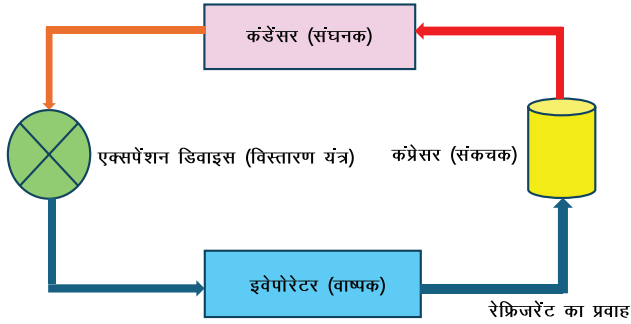 कंडेंसर (संघनक)
एक्सपेंशन डिवाइस (विस्तारण यंत्र)
कंप्रेसर (संकचक)
इवेपोरेटर (वाष्पक)
रेफ्रिजरेंट का प्रवाह